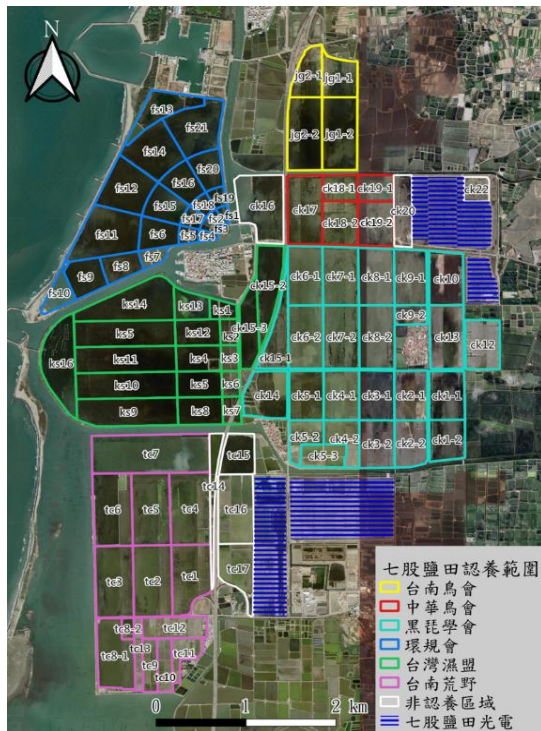 N
jg2-1 jg1-1
jg2-2 jg1-2
fs13
fs21
fs14
fs20
fs12 fs16 fs19
fs15 fs18
fs17 fs2 fs1
fs11 fs6 fs5 fs4 fs3
fs7
fs9 fs8
fs10
ck16 ck17 ck18-1 ck19-1 ck20 ck22
ck18-2 ck19-2
ck15-2 ck6-1 ck7-1 ck8-1 ck9-1 ck10
ks14 ks13 ks1
ck9-2
ks5 ks12 ks2 ck15-3 ck6-2 ck7-2 ck8-2 ck13 ck12
ks16 ks11 ks4 ks3 ck15-1
ks10 ks5 ks6 ck14 ck5-1 ck4-1 ck3-1 ck2-1 ck1-1
ks9 ks8 ks7
ck5-2 ck4-2 ck3-2 ck2-2 ck1-2
ck5-3
tc7 tc15
tc14
tc6 tc5 tc4 tc16
tc3 tc2 tc1 tc17
tc8-2 tc12
tc8-1 tc13 tc11
tc9
tc10
0 1 2 km
七股鹽田認養範圍
台南鳥會
中華鳥會
黑琵學會
環規會
台灣濕盟
台南荒野
非認養區域
七股鹽田光電